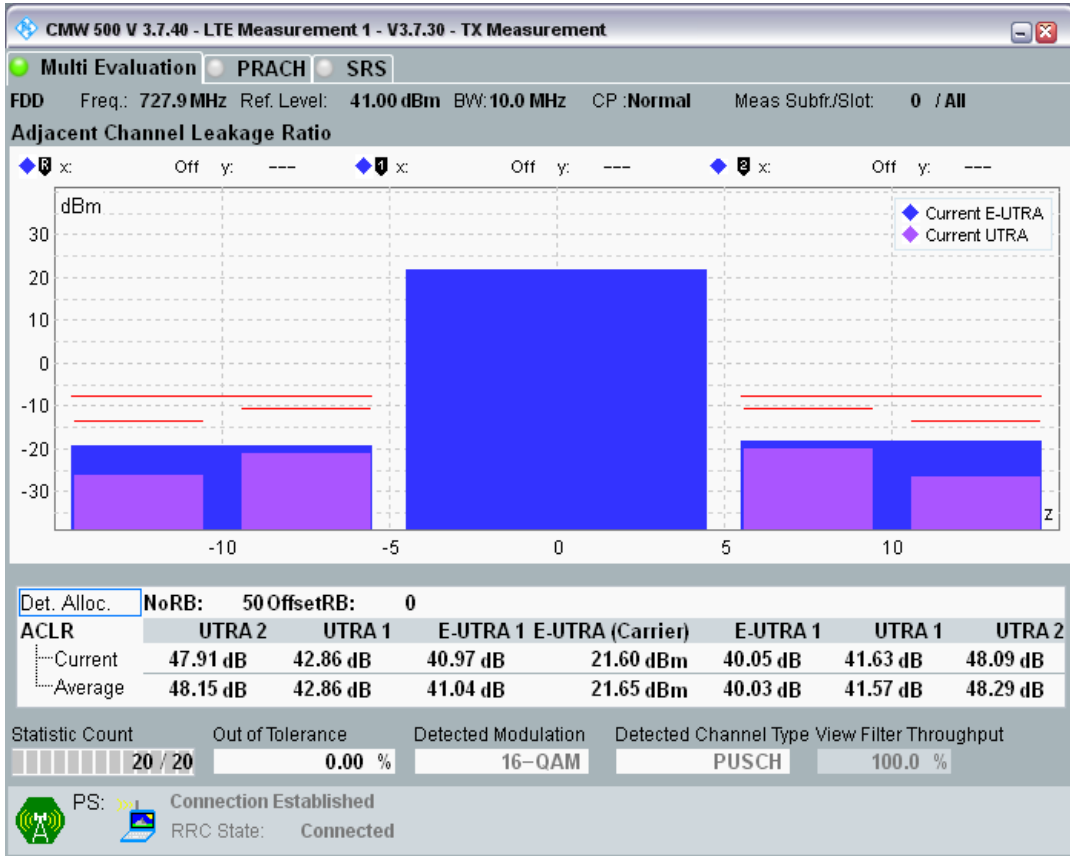 CMW 500 V 3.7.40 - LTE Measurement 1 - V3.7.30 - TX Measurement
Multi Evaluation PRACH SRS
FDD Freq.: 727.9 MHz Ref. Level: 41.00 dBm BW: 10.0 MHz CP :Normal Meas Subfr./Slot: 0 / All
Adjacent Channel Leakage Ratio
R x: Off y: --- 1 x: Off y: --- 2 x: Off y: ---
dBm
Current E-UTRA
Current UTRA
30
20
10
0
-10
-20
-30
z
-10 -5 0 5 10
Det. Alloc. NoRB: 50 OffsetRB: 0
ACLR UTRA 2 UTRA 1 E-UTRA 1 E-UTRA (Carrier) E-UTRA 1 UTRA 1 UTRA 2
Current 47.91 dB 42.86 dB 40.97 dB 21.60 dBm 40.05 dB 41.63 dB 48.09 dB
Average 48.15 dB 42.86 dB 41.04 dB 21.65 dBm 40.03 dB 41.57 dB 48.29 dB
Statistic Count Out of Tolerance Detected Modulation Detected Channel Type View Filter Throughput
20 / 20 0.00 % 16-QAM PUSCH 100.0 %
PS: Connection Established
RRC State: Connected